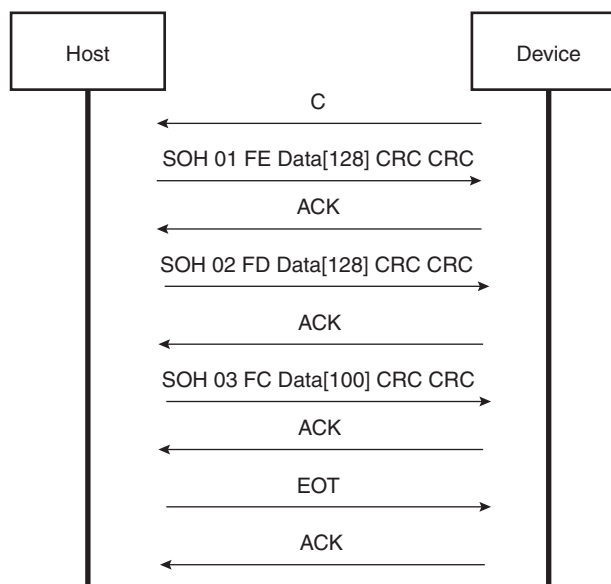 Host
Device
C
SOH 01 FE Data[128] CRC CRC
ACK
SOH 02 FD Data[128] CRC CRC
ACK
SOH 03 FC Data[100] CRC CRC
ACK
EOT
ACK